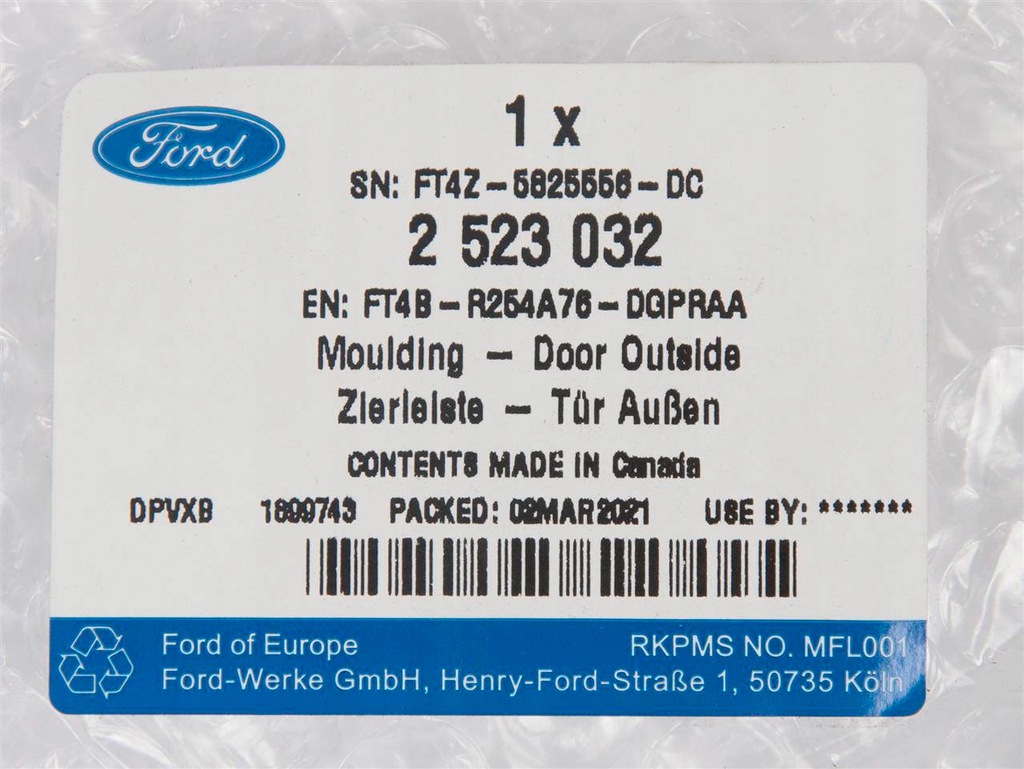 Ford
1 x
SN: FT4Z-5825556-DC
2 523 032
EN: FT4B-R254A76-DGPRAA
Moulding - Door Outside
Zierleiste - Tür Außen
CONTENTS MADE IN Canada
DPVXB 1899743 PACKED: 02MAR2021 USE BY: *******
Ford of Europe RKPMS NO. MFL001
Ford-Werke GmbH, Henry-Ford-Straße 1, 50735 Köln